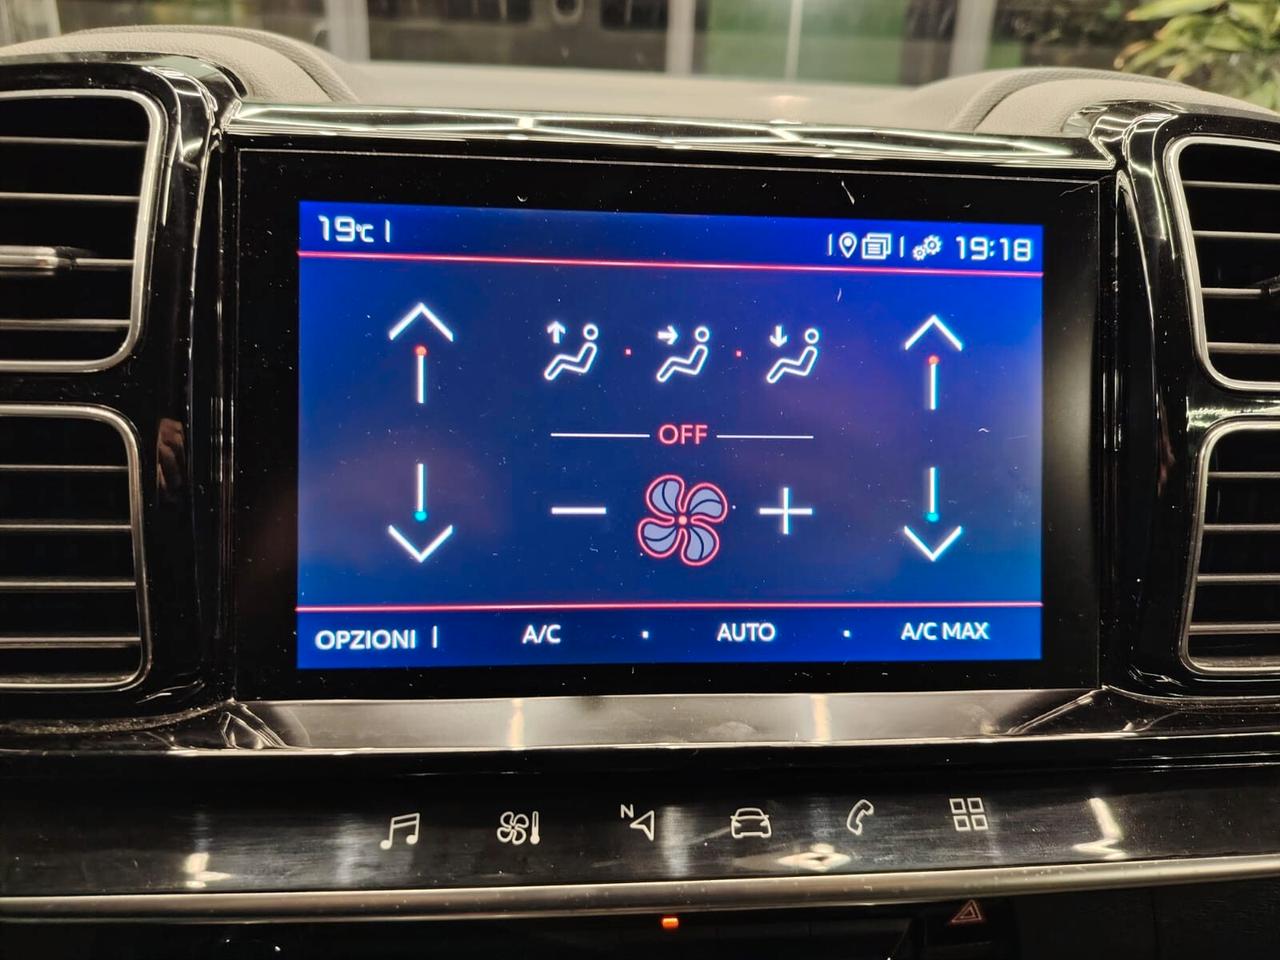 19°C
19:18
OFF
OPZIONI A/C AUTO A/C MAX
N